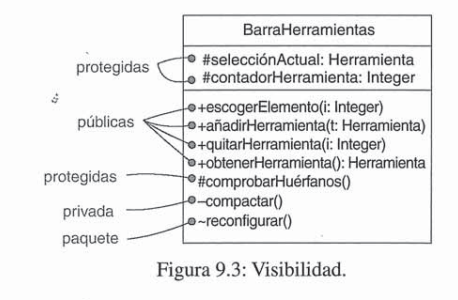 BarraHerramientas
protegidas
#selecciónActual: Herramienta
#contadorHerramienta: Integer
públicas
+escogerElemento(i: Integer)
+añadirHerramienta(t: Herramienta)
+quitarHerramienta(i: Integer)
+obtenerHerramienta(): Herramienta
protegidas
#comprobarHuérfanos()
privada
–compactar()
paquete
~reconfigurar()
Figura 9.3: Visibilidad.